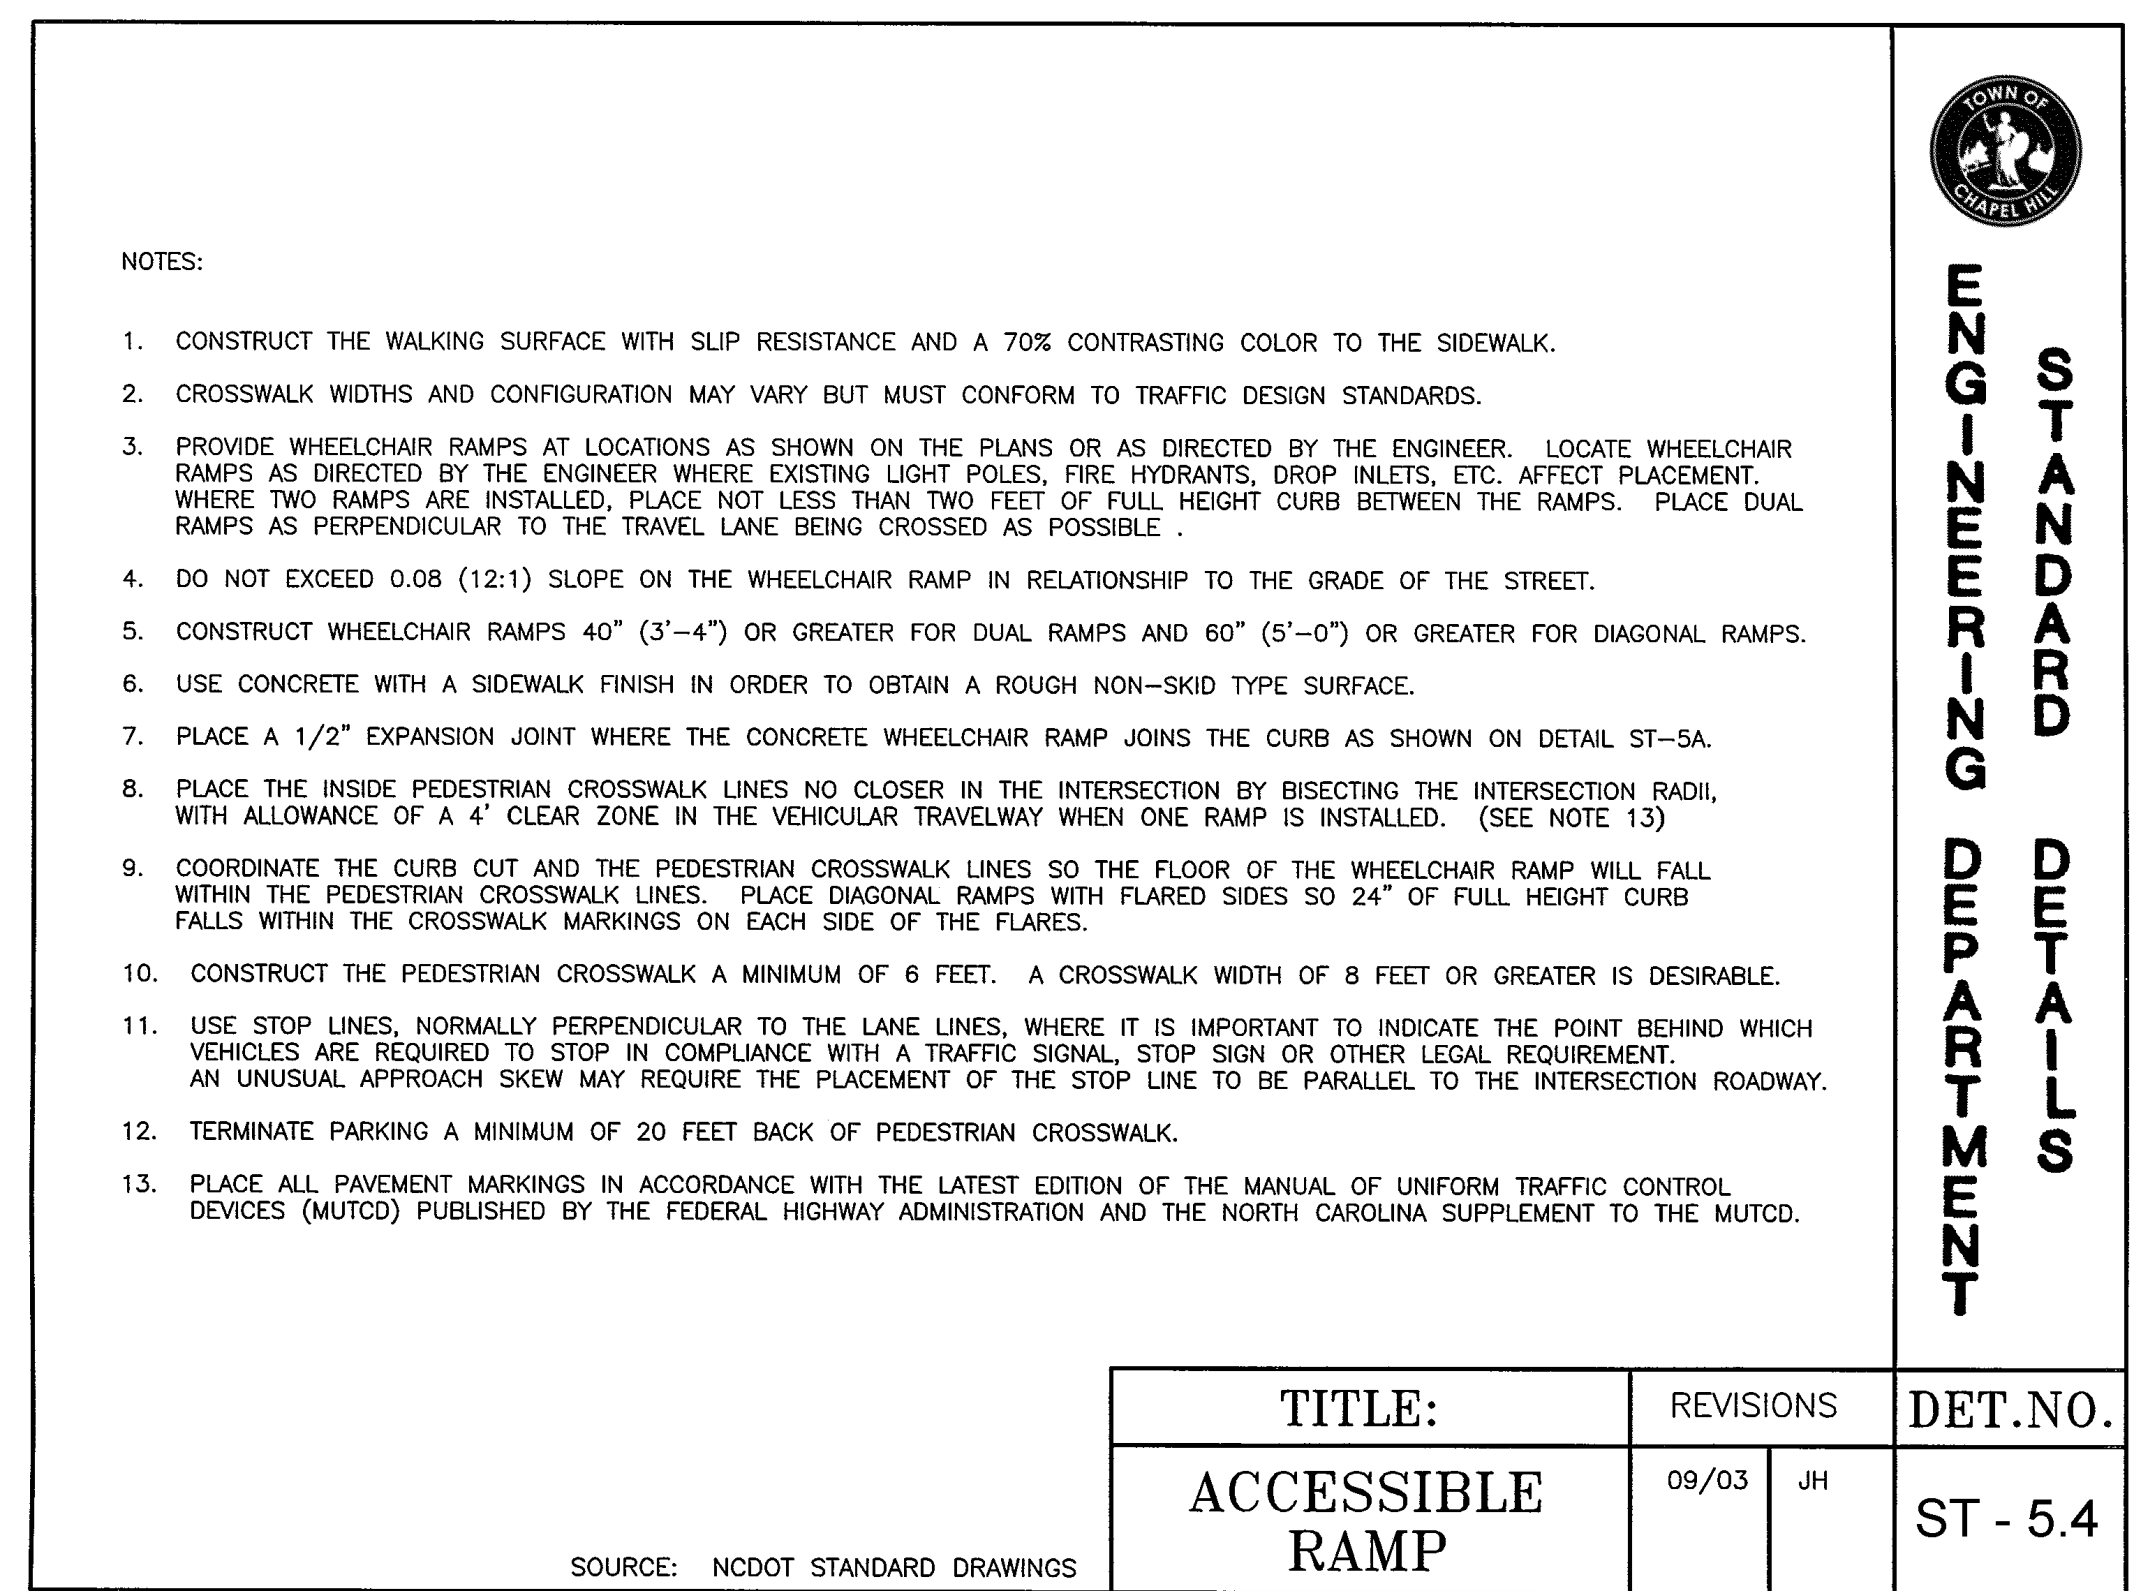 TOWN OF
CHAPEL HILL
NOTES:
1. CONSTRUCT THE WALKING SURFACE WITH SLIP RESISTANCE AND A 70% CONTRASTING COLOR TO THE SIDEWALK.
2. CROSSWALK WIDTHS AND CONFIGURATION MAY VARY BUT MUST CONFORM TO TRAFFIC DESIGN STANDARDS.
3. PROVIDE WHEELCHAIR RAMPS AT LOCATIONS AS SHOWN ON THE PLANS OR AS DIRECTED BY THE ENGINEER. LOCATE WHEELCHAIR
RAMPS AS DIRECTED BY THE ENGINEER WHERE EXISTING LIGHT POLES, FIRE HYDRANTS, DROP INLETS, ETC. AFFECT PLACEMENT.
WHERE TWO RAMPS ARE INSTALLED, PLACE NOT LESS THAN TWO FEET OF FULL HEIGHT CURB BETWEEN THE RAMPS. PLACE DUAL
RAMPS AS PERPENDICULAR TO THE TRAVEL LANE BEING CROSSED AS POSSIBLE .
4. DO NOT EXCEED 0.08 (12:1) SLOPE ON THE WHEELCHAIR RAMP IN RELATIONSHIP TO THE GRADE OF THE STREET.
5. CONSTRUCT WHEELCHAIR RAMPS 40" (3'-4") OR GREATER FOR DUAL RAMPS AND 60" (5'-0") OR GREATER FOR DIAGONAL RAMPS.
6. USE CONCRETE WITH A SIDEWALK FINISH IN ORDER TO OBTAIN A ROUGH NON-SKID TYPE SURFACE.
7. PLACE A 1/2" EXPANSION JOINT WHERE THE CONCRETE WHEELCHAIR RAMP JOINS THE CURB AS SHOWN ON DETAIL ST-5A.
8. PLACE THE INSIDE PEDESTRIAN CROSSWALK LINES NO CLOSER IN THE INTERSECTION BY BISECTING THE INTERSECTION RADII,
WITH ALLOWANCE OF A 4' CLEAR ZONE IN THE VEHICULAR TRAVELWAY WHEN ONE RAMP IS INSTALLED. (SEE NOTE 13)
9. COORDINATE THE CURB CUT AND THE PEDESTRIAN CROSSWALK LINES SO THE FLOOR OF THE WHEELCHAIR RAMP WILL FALL
WITHIN THE PEDESTRIAN CROSSWALK LINES. PLACE DIAGONAL RAMPS WITH FLARED SIDES SO 24" OF FULL HEIGHT CURB
FALLS WITHIN THE CROSSWALK MARKINGS ON EACH SIDE OF THE FLARES.
10. CONSTRUCT THE PEDESTRIAN CROSSWALK A MINIMUM OF 6 FEET. A CROSSWALK WIDTH OF 8 FEET OR GREATER IS DESIRABLE.
11. USE STOP LINES, NORMALLY PERPENDICULAR TO THE LANE LINES, WHERE IT IS IMPORTANT TO INDICATE THE POINT BEHIND WHICH
VEHICLES ARE REQUIRED TO STOP IN COMPLIANCE WITH A TRAFFIC SIGNAL, STOP SIGN OR OTHER LEGAL REQUIREMENT.
AN UNUSUAL APPROACH SKEW MAY REQUIRE THE PLACEMENT OF THE STOP LINE TO BE PARALLEL TO THE INTERSECTION ROADWAY.
12. TERMINATE PARKING A MINIMUM OF 20 FEET BACK OF PEDESTRIAN CROSSWALK.
13. PLACE ALL PAVEMENT MARKINGS IN ACCORDANCE WITH THE LATEST EDITION OF THE MANUAL OF UNIFORM TRAFFIC CONTROL
DEVICES (MUTCD) PUBLISHED BY THE FEDERAL HIGHWAY ADMINISTRATION AND THE NORTH CAROLINA SUPPLEMENT TO THE MUTCD.
ENGINEERING DEPARTMENT
STANDARD DETAILS
TITLE:
REVISIONS
DET.NO.
ACCESSIBLE
RAMP
09/03
JH
ST - 5.4
SOURCE: NCDOT STANDARD DRAWINGS